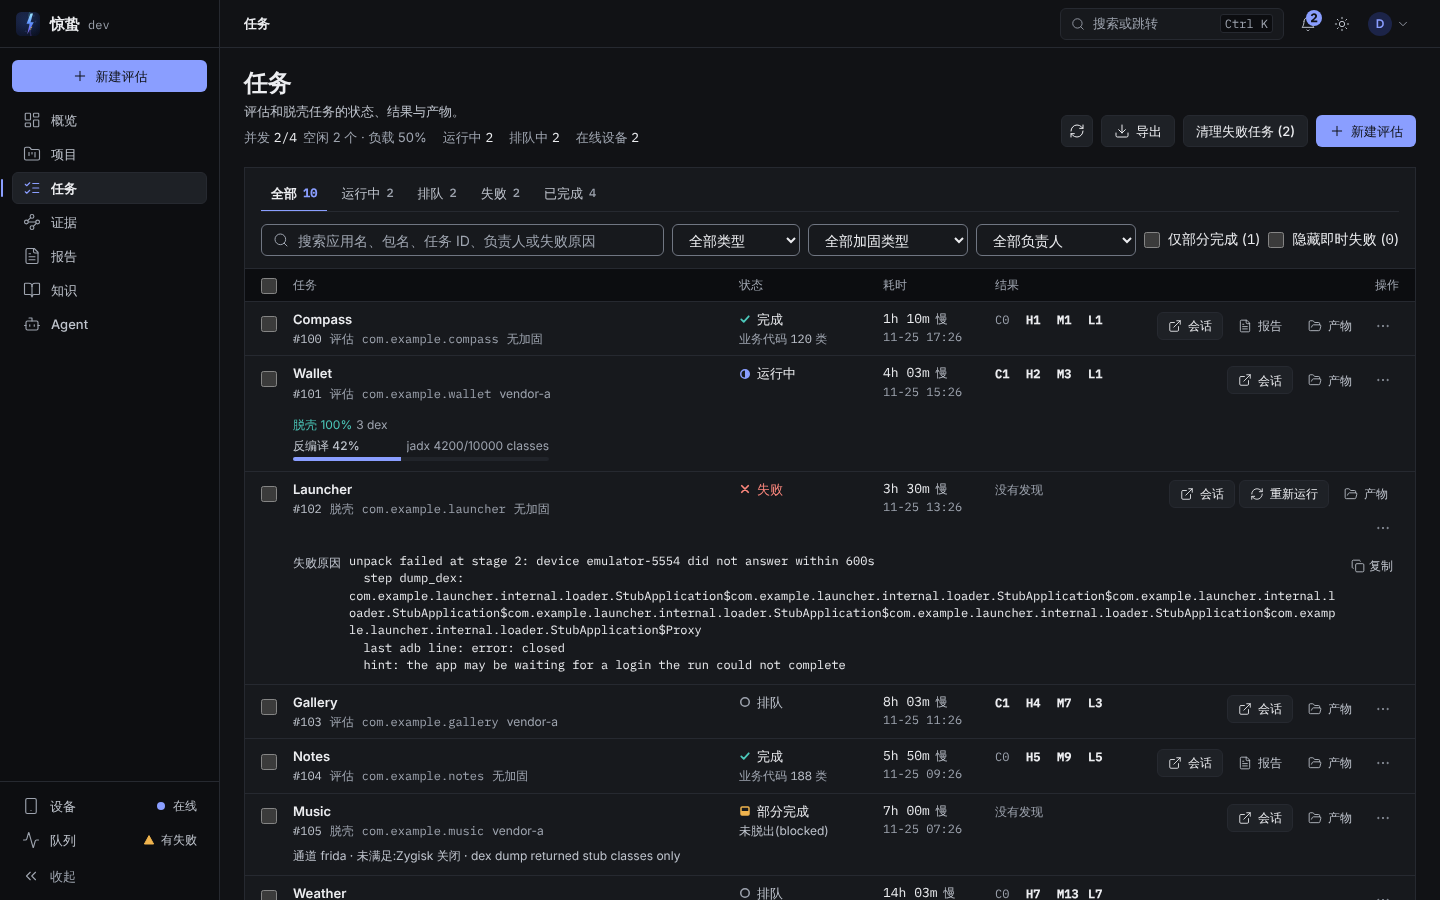 惊蛰 dev
任务
搜索或跳转 Ctrl K
2
D
新建评估
概览
项目
任务
证据
报告
知识
Agent
设备 在线
队列 有失败
收起
任务
评估和脱壳任务的状态、结果与产物。
并发 2/4 空闲 2 个 · 负载 50% 运行中 2 排队中 2 在线设备 2
导出 清理失败任务 (2) 新建评估
全部 10 运行中 2 排队 2 失败 2 已完成 4
搜索应用名、包名、任务 ID、负责人或失败原因 全部类型 全部加固类型 全部负责人 仅部分完成 (1) 隐藏即时失败 (0)
任务 状态 耗时 结果 操作
Compass 完成 1h 10m 慢 C0 H1 M1 L1 会话 报告 产物 ···
#100 评估 com.example.compass 无加固 业务代码 120 类 11-25 17:26
Wallet 运行中 4h 03m 慢 C1 H2 M3 L1 会话 产物 ···
#101 评估 com.example.wallet vendor-a 11-25 15:26
脱壳 100% 3 dex
反编译 42% jadx 4200/10000 classes
Launcher 失败 3h 30m 慢 没有发现 会话 重新运行 产物
#102 脱壳 com.example.launcher 无加固 11-25 13:26
···
失败原因 unpack failed at stage 2: device emulator-5554 did not answer within 600s 复制
step dump_dex:
com.example.launcher.internal.loader.StubApplication$com.example.launcher.internal.loader.StubApplication$com.example.launcher.internal.l
oader.StubApplication$com.example.launcher.internal.loader.StubApplication$com.example.launcher.internal.loader.StubApplication$com.examp
le.launcher.internal.loader.StubApplication$Proxy
last adb line: error: closed
hint: the app may be waiting for a login the run could not complete
Gallery 排队 8h 03m 慢 C1 H4 M7 L3 会话 产物 ···
#103 评估 com.example.gallery vendor-a 11-25 11:26
Notes 完成 5h 50m 慢 C0 H5 M9 L5 会话 报告 产物 ···
#104 评估 com.example.notes 无加固 业务代码 188 类 11-25 09:26
Music 部分完成 7h 00m 慢 没有发现 会话 产物 ···
#105 脱壳 com.example.music vendor-a 未脱出(blocked) 11-25 07:26
通道 frida · 未满足:Zygisk 关闭 · dex dump returned stub classes only
Weather 排队 14h 03m 慢 C0 H7 M13 L7